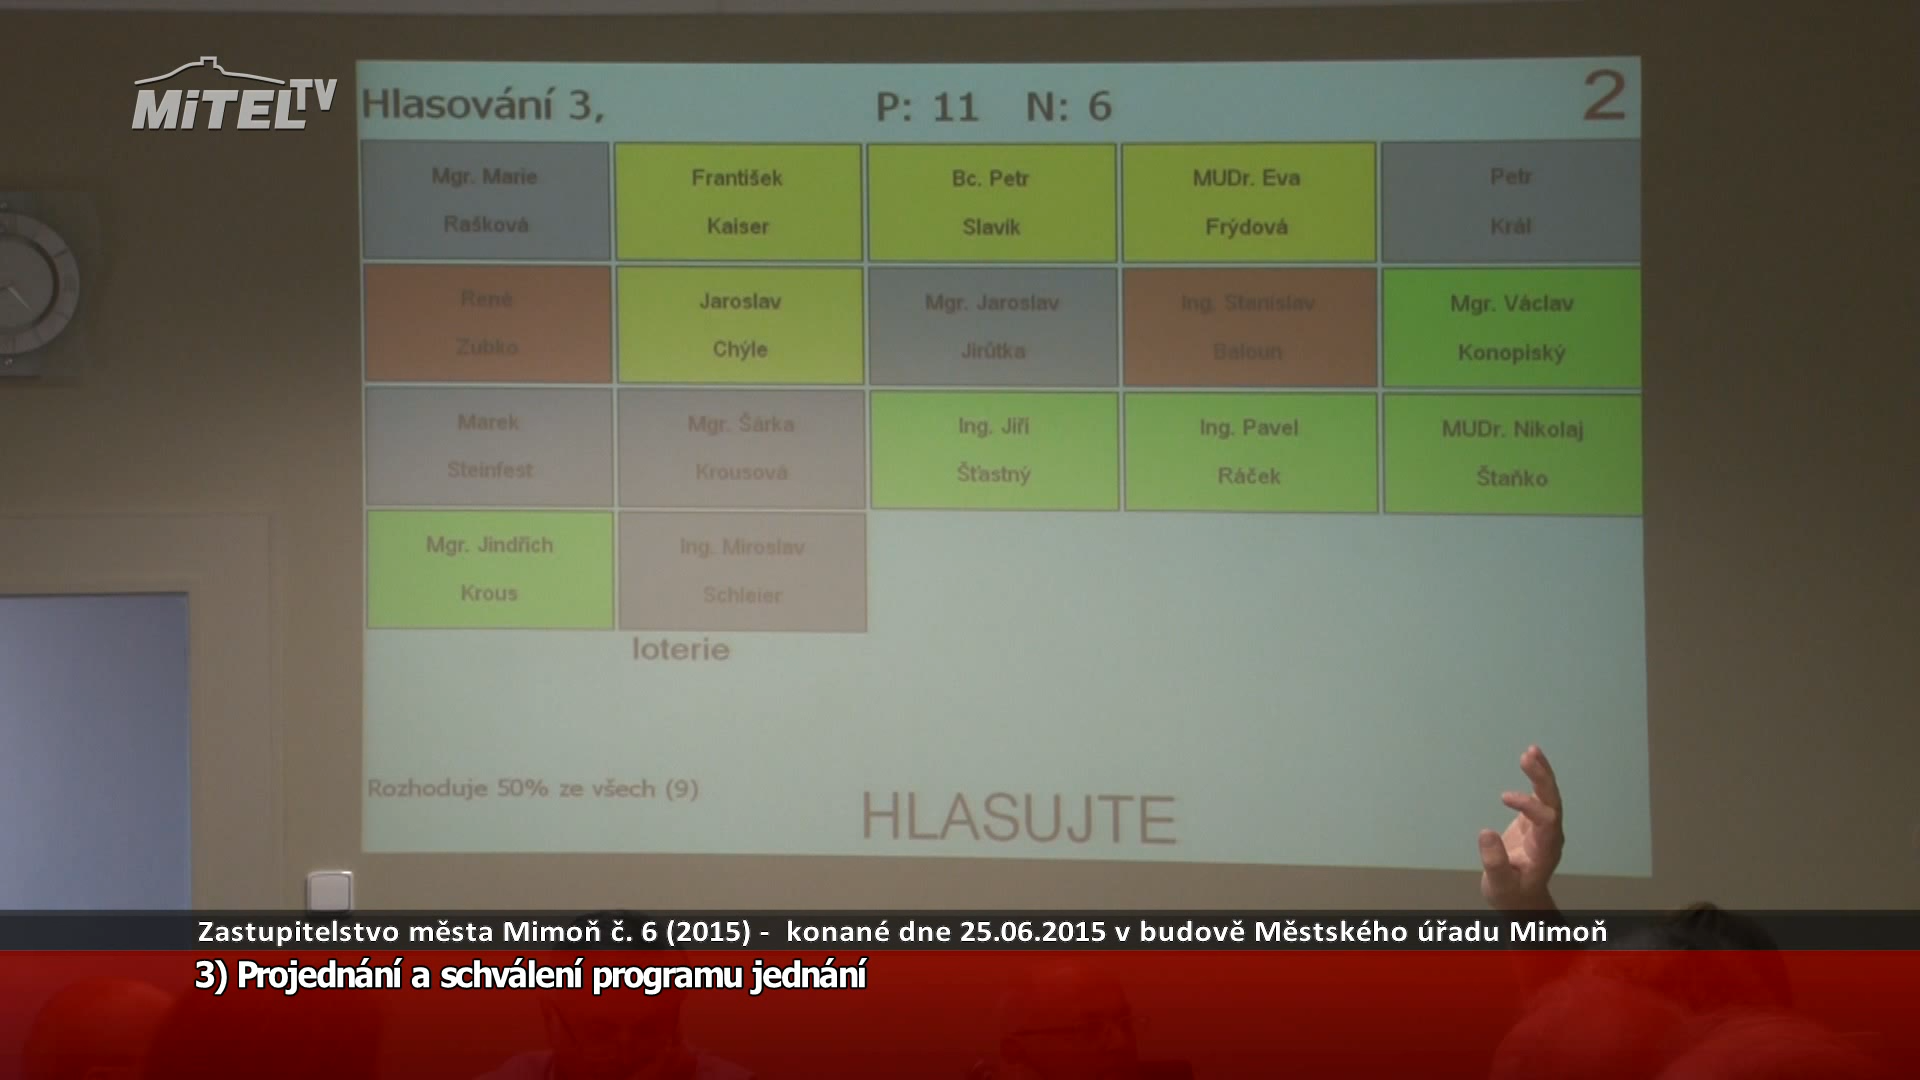 MiTEL TV
Hlasování 3, P: 11 N: 6 2
Mgr. Marie
Rašková
František
Kaiser
Bc. Petr
Slavík
MUDr. Eva
Frýdová
Petr
Král
René
Zubko
Jaroslav
Chýle
Mgr. Jaroslav
Jirůtka
Ing. Stanislav
Baloun
Mgr. Václav
Konopiský
Marek
Steinfest
Mgr. Šárka
Krousová
Ing. Jiří
Šťastný
Ing. Pavel
Ráček
MUDr. Nikolaj
Štaňko
Mgr. Jindřich
Krous
Ing. Miroslav
Schleier
loterie
Rozhoduje 50% ze všech (9)
HLASUJTE
Zastupitelstvo města Mimoň č. 6 (2015) - konané dne 25.06.2015 v budově Městského úřadu Mimoň
3) Projednání a schválení programu jednání